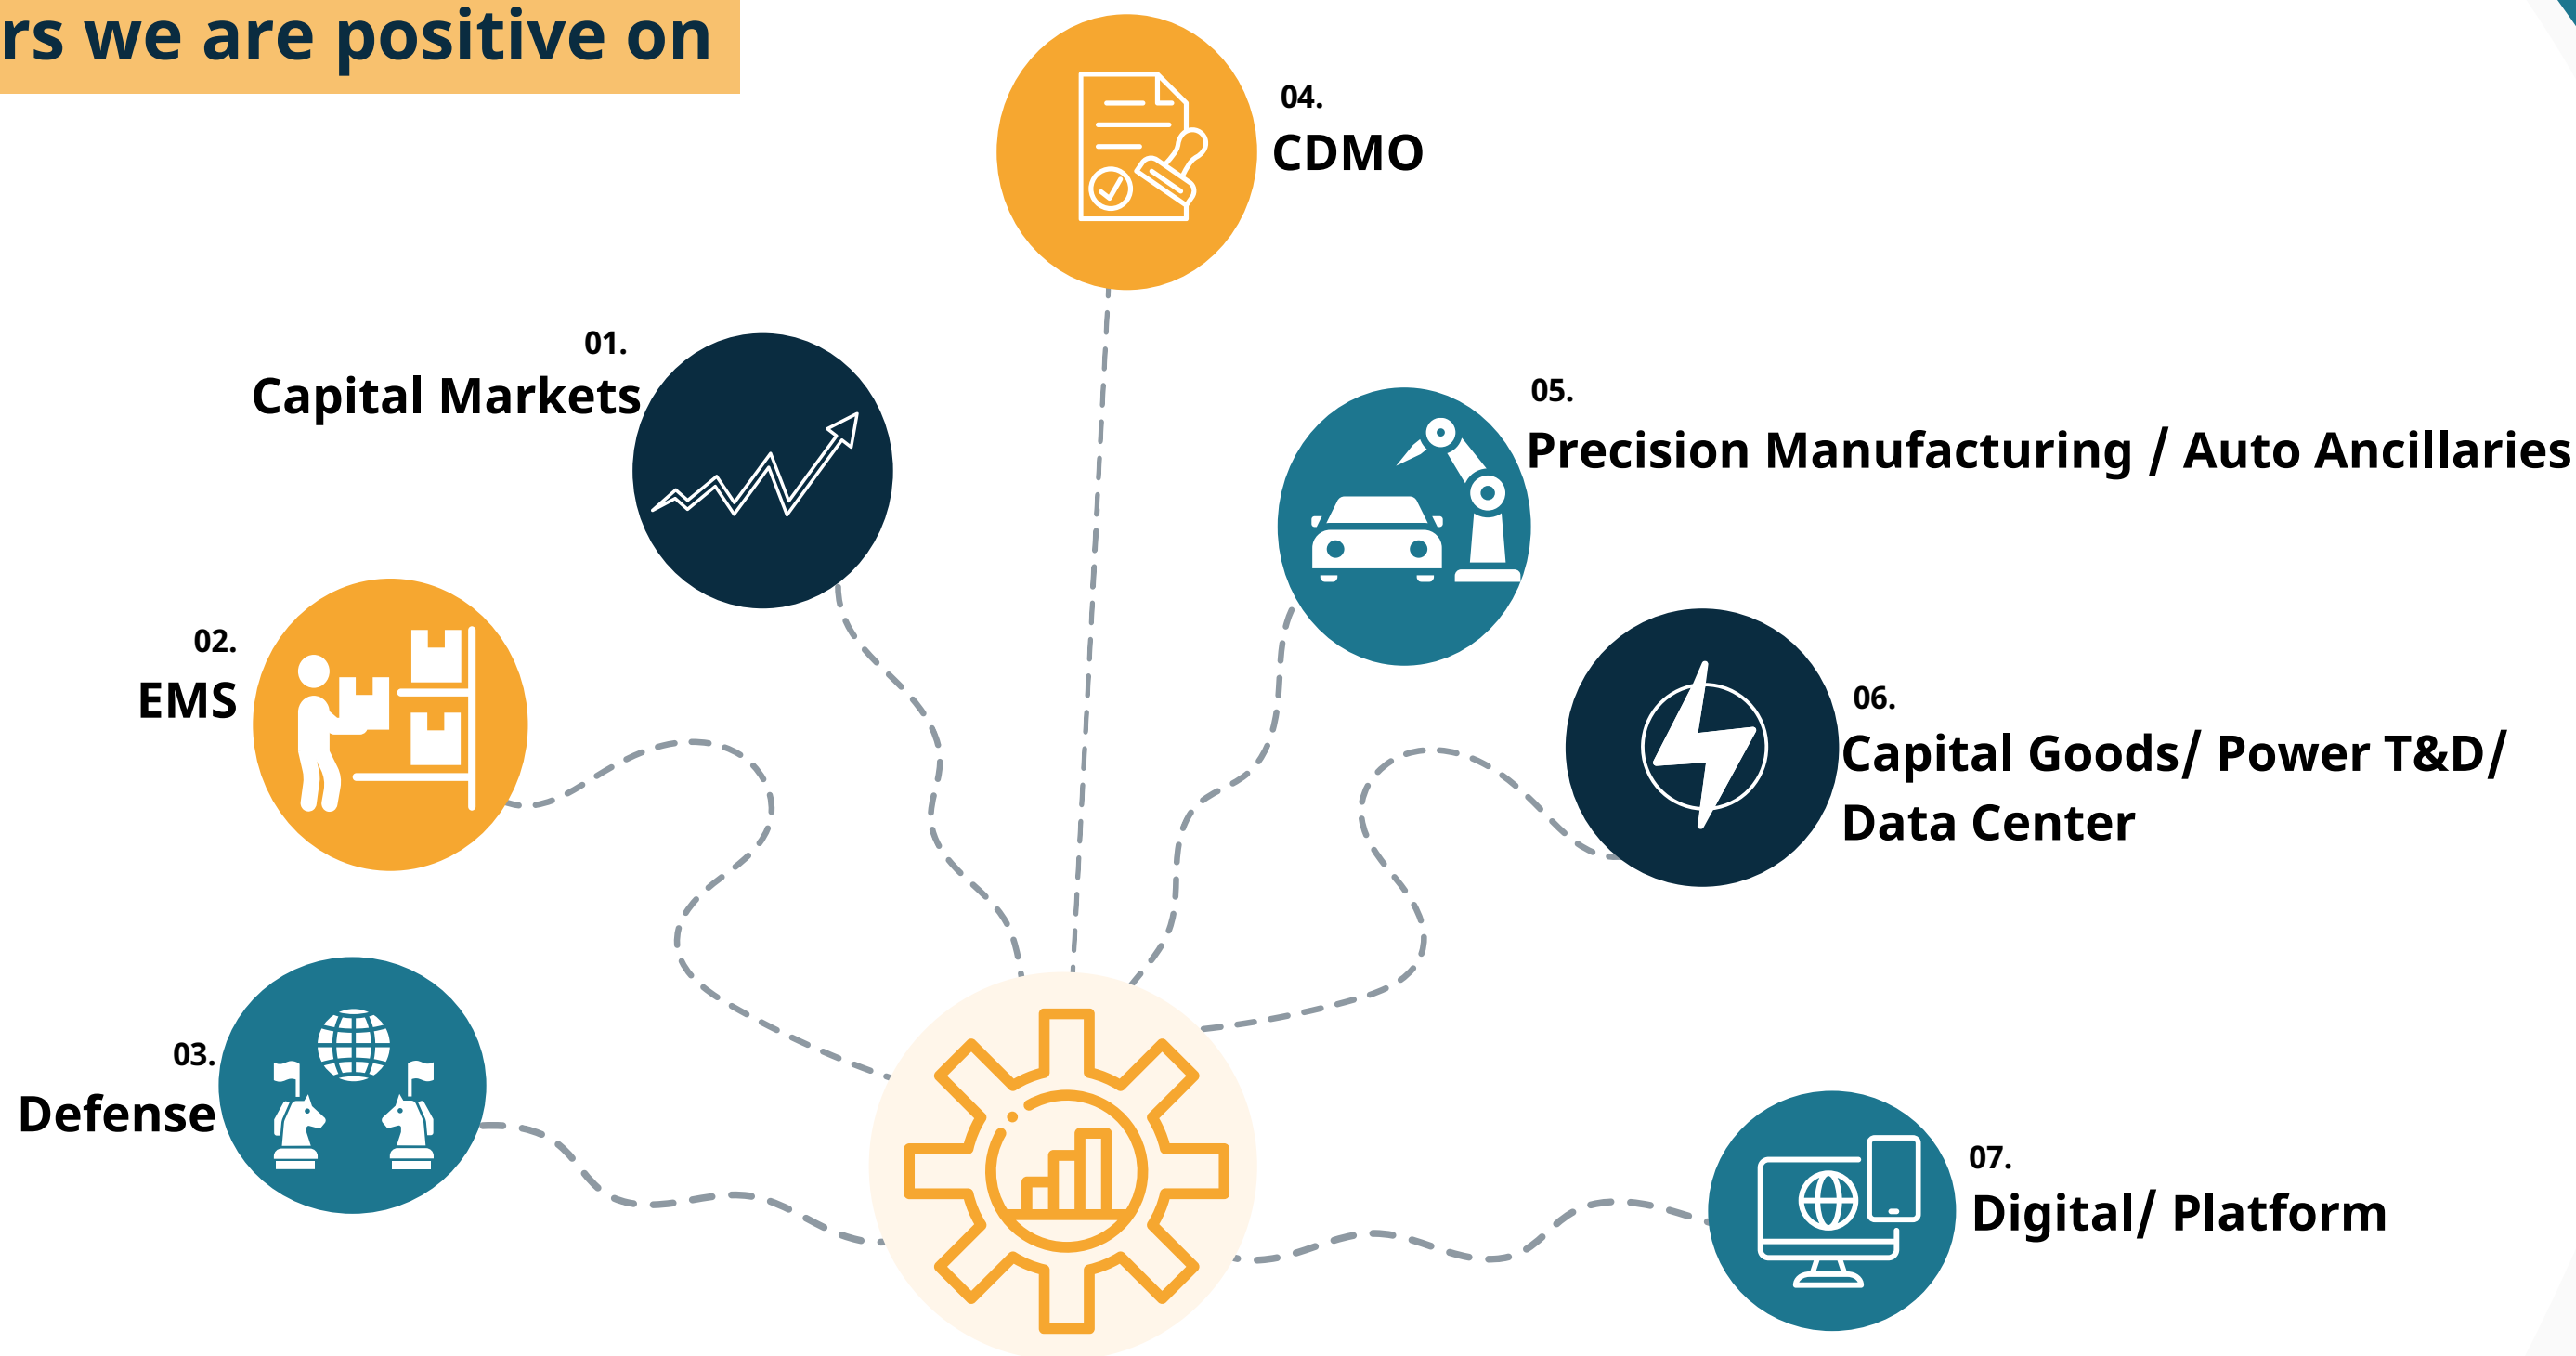 rs we are positive on
01.
Capital Markets
02.
EMS
03.
Defense
04.
CDMO
05.
Precision Manufacturing / Auto Ancillaries
06.
Capital Goods/ Power T&D/
Data Center
07.
Digital/ Platform